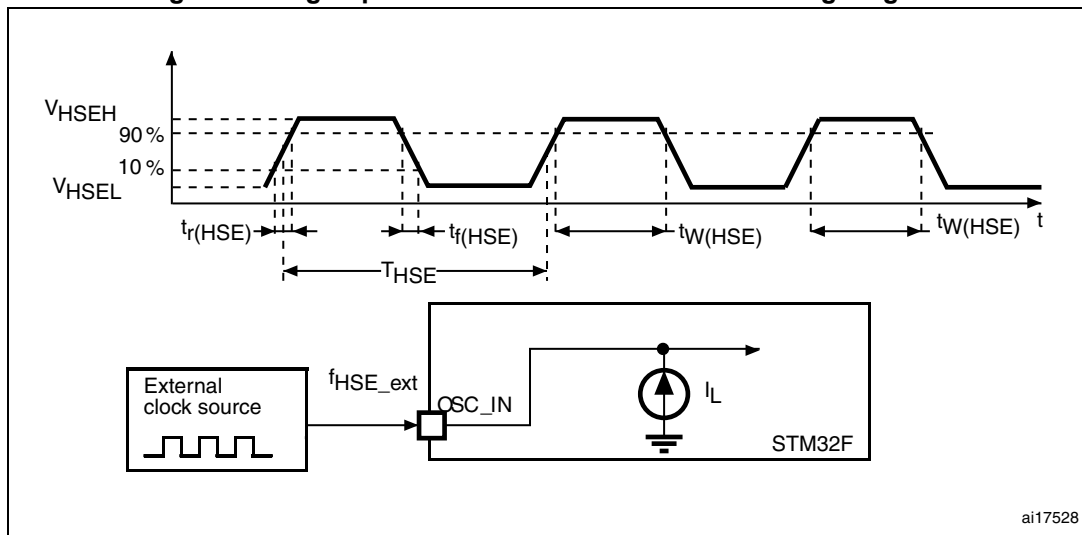 VHSEH
90 %
10 %
VHSEL
tr(HSE)
tf(HSE)
tW(HSE)
tW(HSE)
t
THSE
External
clock source
fHSE_ext
OSC_IN
IL
STM32F
ai17528